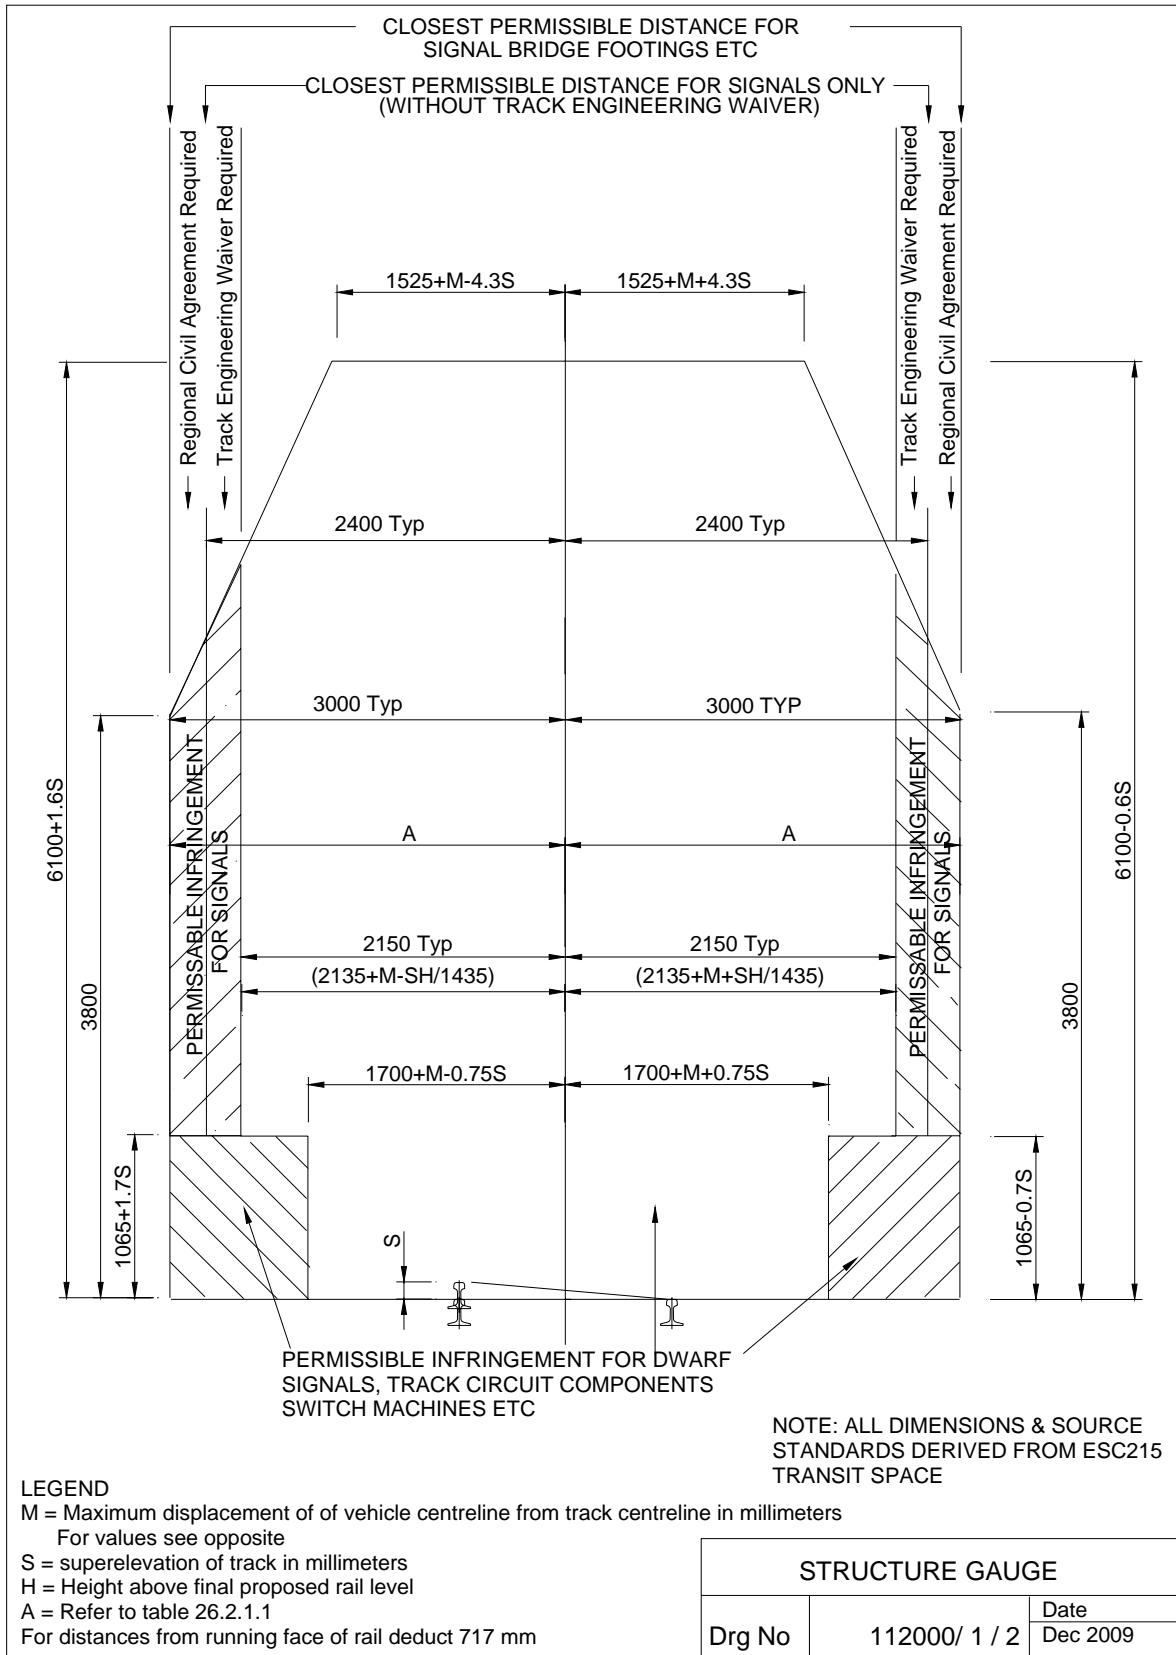 CLOSEST PERMISSIBLE DISTANCE FOR
SIGNAL BRIDGE FOOTINGS ETC
CLOSEST PERMISSIBLE DISTANCE FOR SIGNALS ONLY
(WITHOUT TRACK ENGINEERING WAIVER)
Regional Civil Agreement Required
Track Engineering Waiver Required
Track Engineering Waiver Required
Regional Civil Agreement Required
1525+M-4.3S
1525+M+4.3S
2400 Typ
2400 Typ
3000 Typ
3000 TYP
6100+1.6S
3800
PERMISSABLE INFRINGEMENT
FOR SIGNALS
A
A
PERMISSABLE INFRINGEMENT
FOR SIGNALS
3800
6100-0.6S
2150 Typ
2150 Typ
(2135+M-SH/1435)
(2135+M+SH/1435)
1700+M-0.75S
1700+M+0.75S
1065+1.7S
S
1065-0.7S
PERMISSIBLE INFRINGEMENT FOR DWARF
SIGNALS, TRACK CIRCUIT COMPONENTS
SWITCH MACHINES ETC
NOTE: ALL DIMENSIONS & SOURCE
STANDARDS DERIVED FROM ESC215
TRANSIT SPACE
LEGEND
M = Maximum displacement of of vehicle centreline from track centreline in millimeters
For values see opposite
S = superelevation of track in millimeters
H = Height above final proposed rail level
A = Refer to table 26.2.1.1
For distances from running face of rail deduct 717 mm
STRUCTURE GAUGE
Drg No
112000/ 1 / 2
Date
Dec 2009